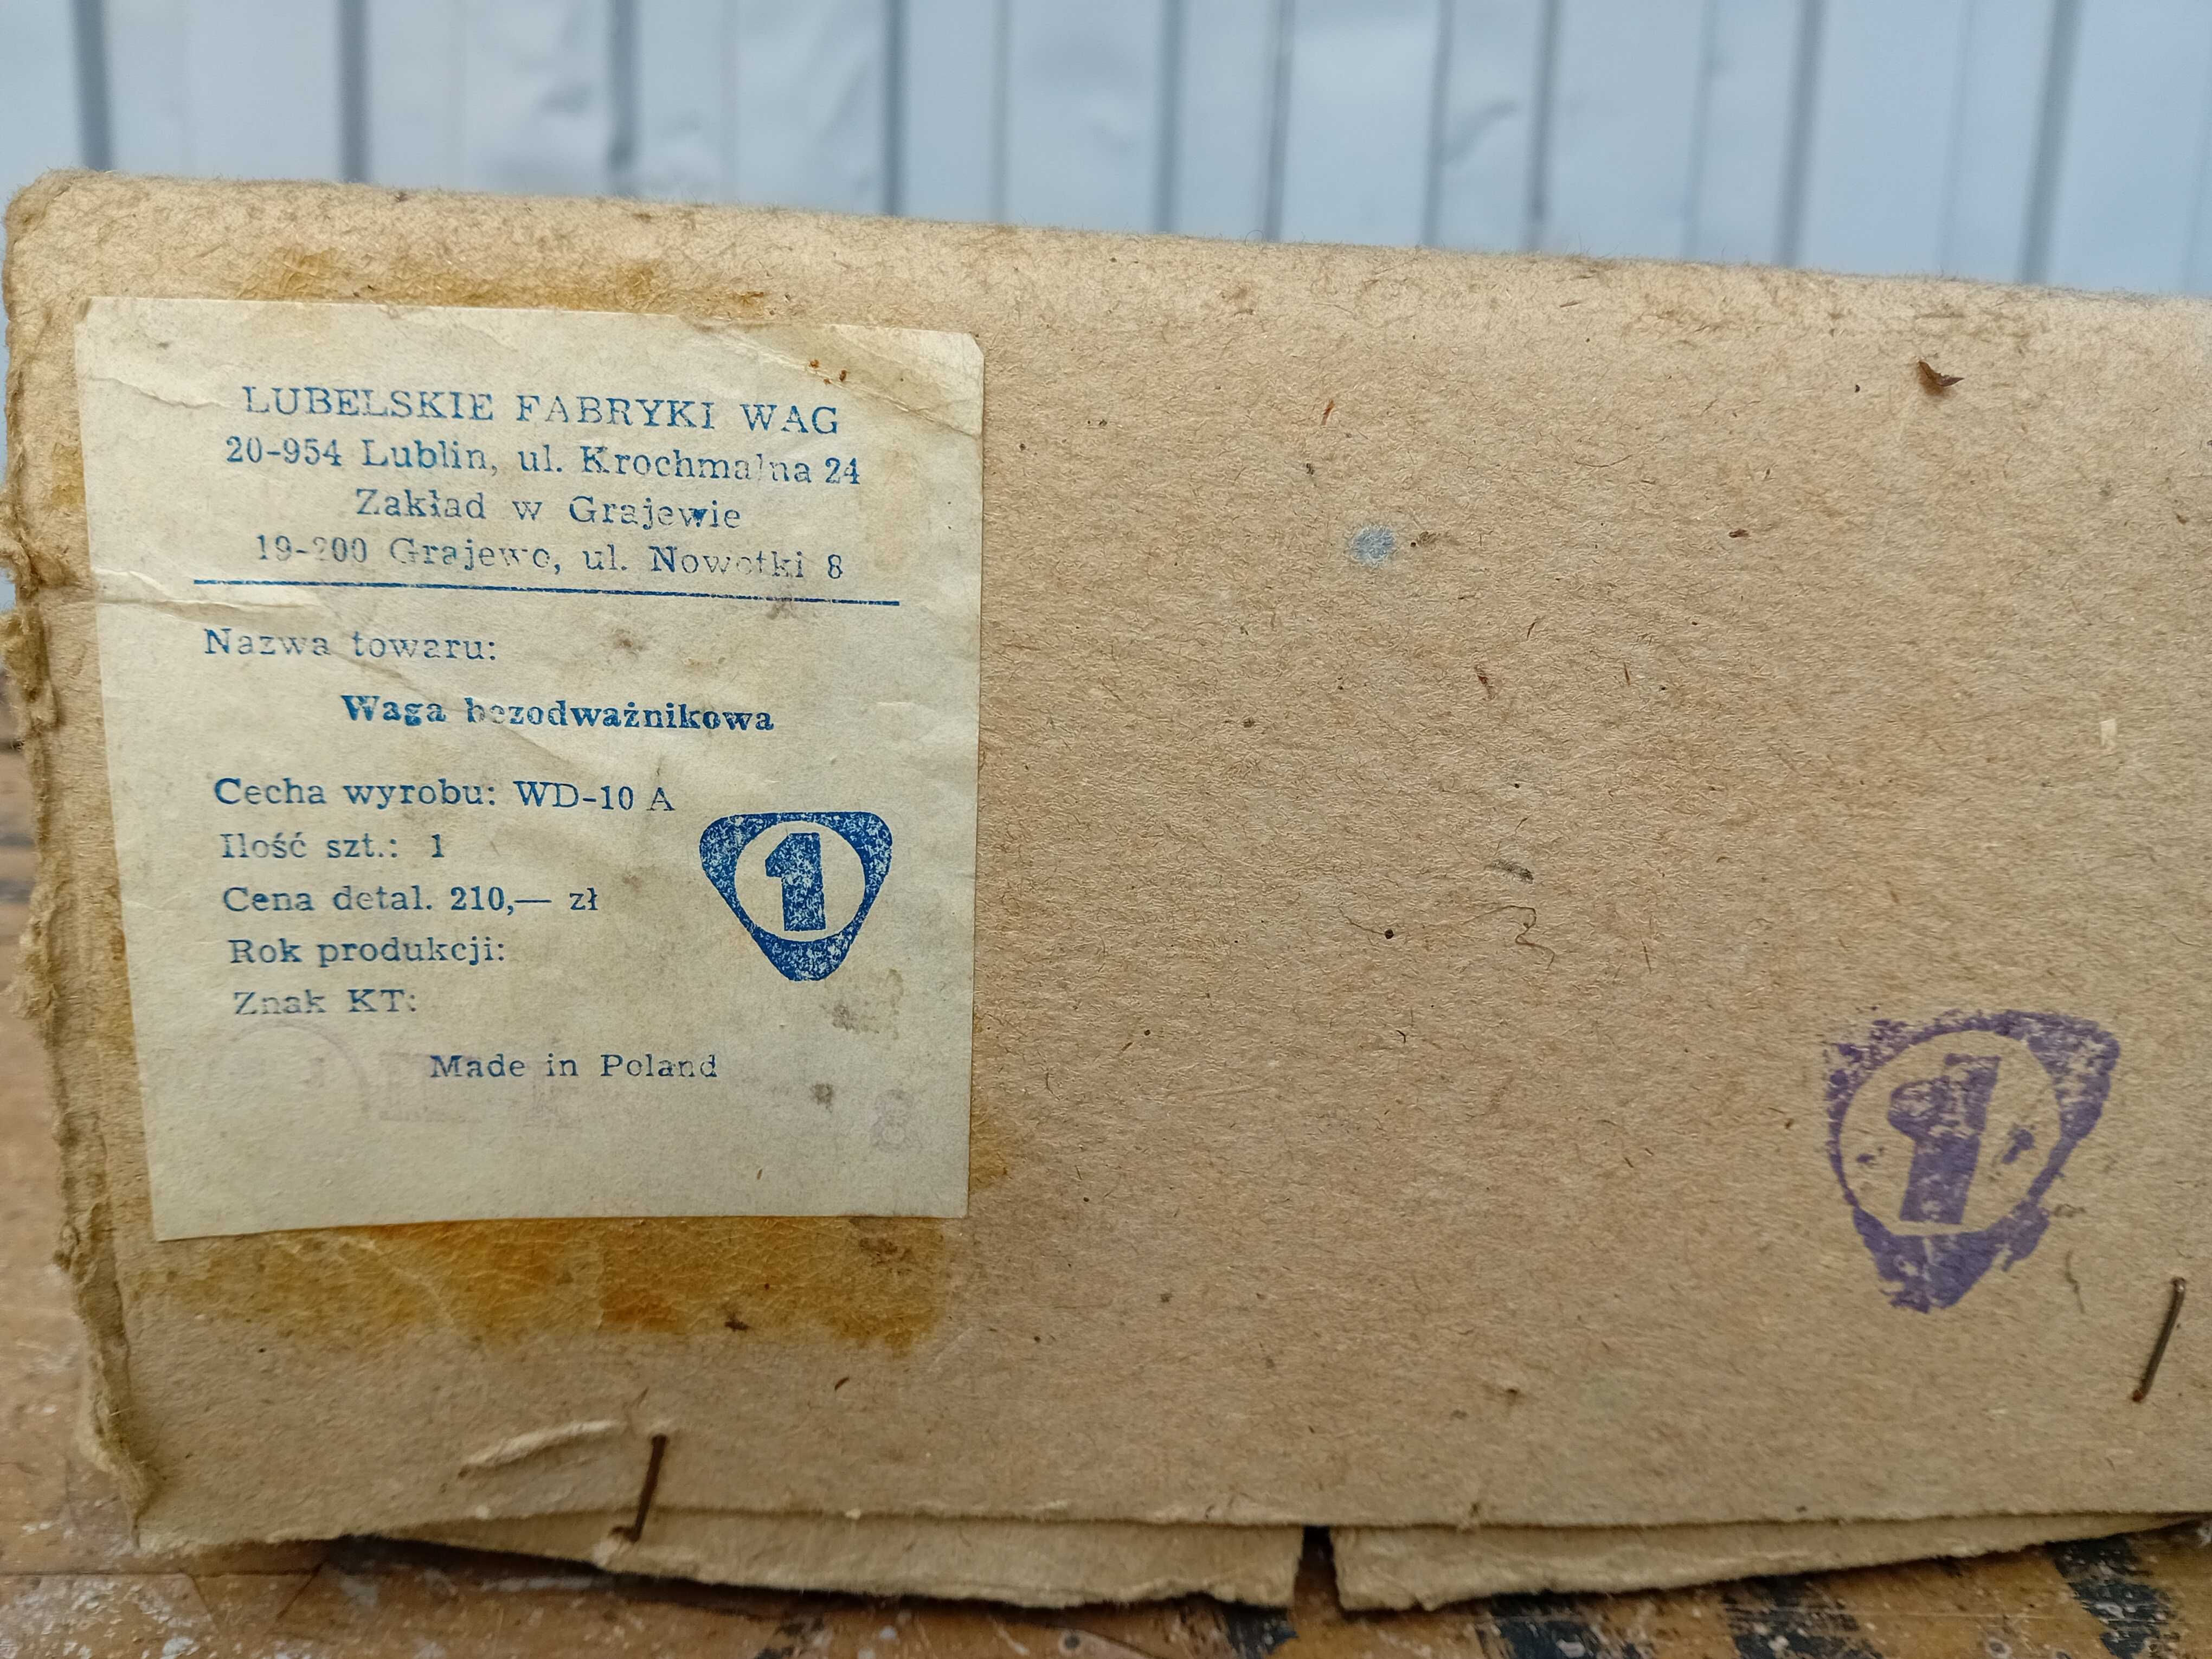 LUBELSKIE FABRYKI WAG
20-954 Lublin, ul. Krochmalna 24
Zakład w Grajewie
19-200 Grajewo, ul. Nowotki 8
Nazwa towaru:
Waga bezodważnikowa
Cecha wyrobu: WD-10 A
Ilość szt.: 1
Cena detal. 210,— zł
Rok produkcji:
Znak KT:
1
Made in Poland
8
1